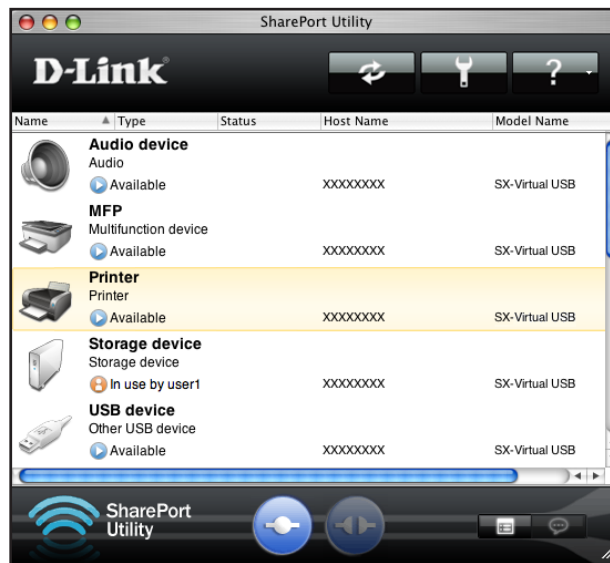 SharePort Utility
D-Link
?
Name Type Status Host Name Model Name
Audio device
Audio
Available XXXXXXXX SX-Virtual USB
MFP
Multifunction device
Available XXXXXXXX SX-Virtual USB
Printer
Printer
Available XXXXXXXX SX-Virtual USB
Storage device
Storage device
In use by user1 XXXXXXXX SX-Virtual USB
USB device
Other USB device
Available XXXXXXXX SX-Virtual USB
SharePort
Utility